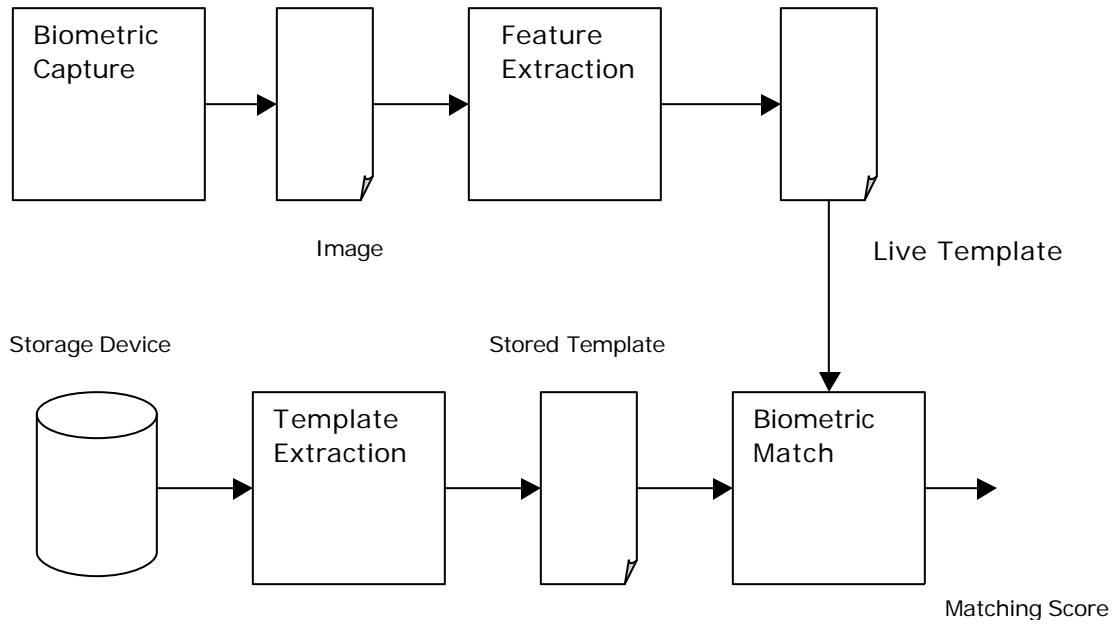 Biometric
Capture
Feature
Extraction
Image
Live Template
Storage Device
Stored Template
Template
Extraction
Biometric
Match
Matching Score